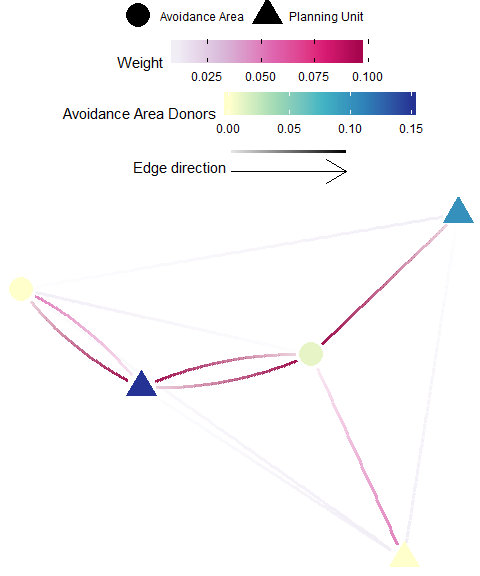 Avoidance Area Planning Unit
Weight
0.025 0.050 0.075 0.100
Avoidance Area Donors
0.00 0.05 0.10 0.15
Edge direction